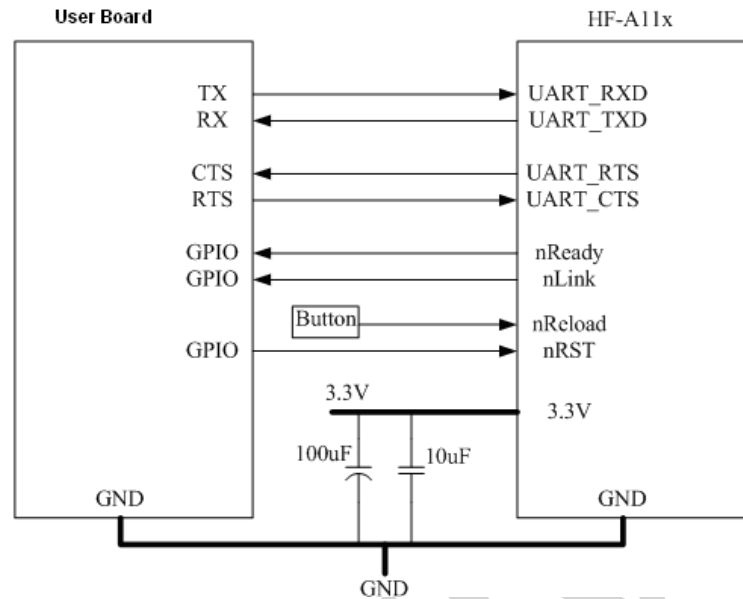 User Board HF-A11x
TX UART_RXD
RX UART_TXD
CTS UART_RTS
RTS UART_CTS
GPIO nReady
GPIO nLink
Button nReload
GPIO nRST
3.3V 3.3V
100uF 10uF
GND GND
GND